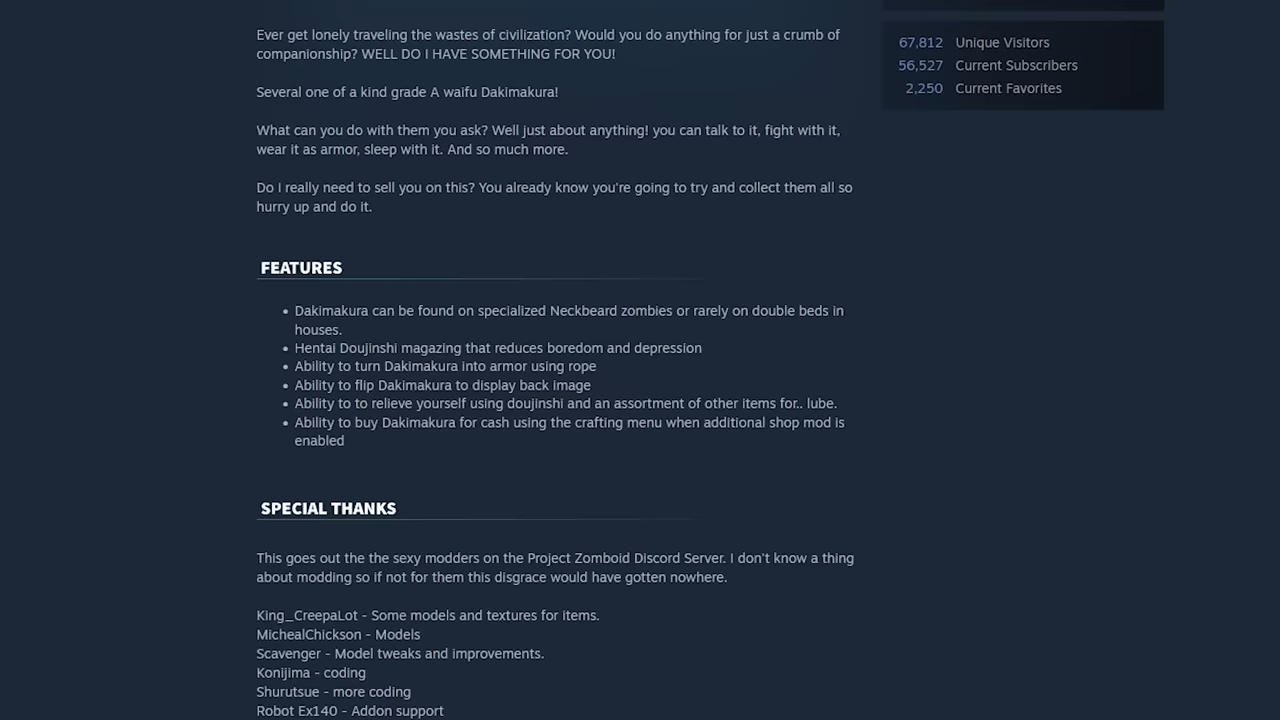 Ever get lonely traveling the wastes of civilization? Would you do anything for just a crumb of
companionship? WELL DO I HAVE SOMETHING FOR YOU!
Several one of a kind grade A waifu Dakimakura!
What can you do with them you ask? Well just about anything! you can talk to it, fight with it,
wear it as armor, sleep with it. And so much more.
Do I really need to sell you on this? You already know you're going to try and collect them all so
hurry up and do it.
FEATURES
• Dakimakura can be found on specialized Neckbeard zombies or rarely on double beds in
houses.
• Hentai Doujinshi magazing that reduces boredom and depression
• Ability to turn Dakimakura into armor using rope
• Ability to flip Dakimakura to display back image
• Ability to to relieve yourself using doujinshi and an assortment of other items for.. lube.
• Ability to buy Dakimakura for cash using the crafting menu when additional shop mod is
enabled
SPECIAL THANKS
This goes out the the sexy modders on the Project Zomboid Discord Server. I don't know a thing
about modding so if not for them this disgrace would have gotten nowhere.
King_CreepaLot - Some models and textures for items.
MichealChickson - Models
Scavenger - Model tweaks and improvements.
Konijima - coding
Shurutsue - more coding
Robot Ex140 - Addon support
67,812 Unique Visitors
56,527 Current Subscribers
2,250 Current Favorites